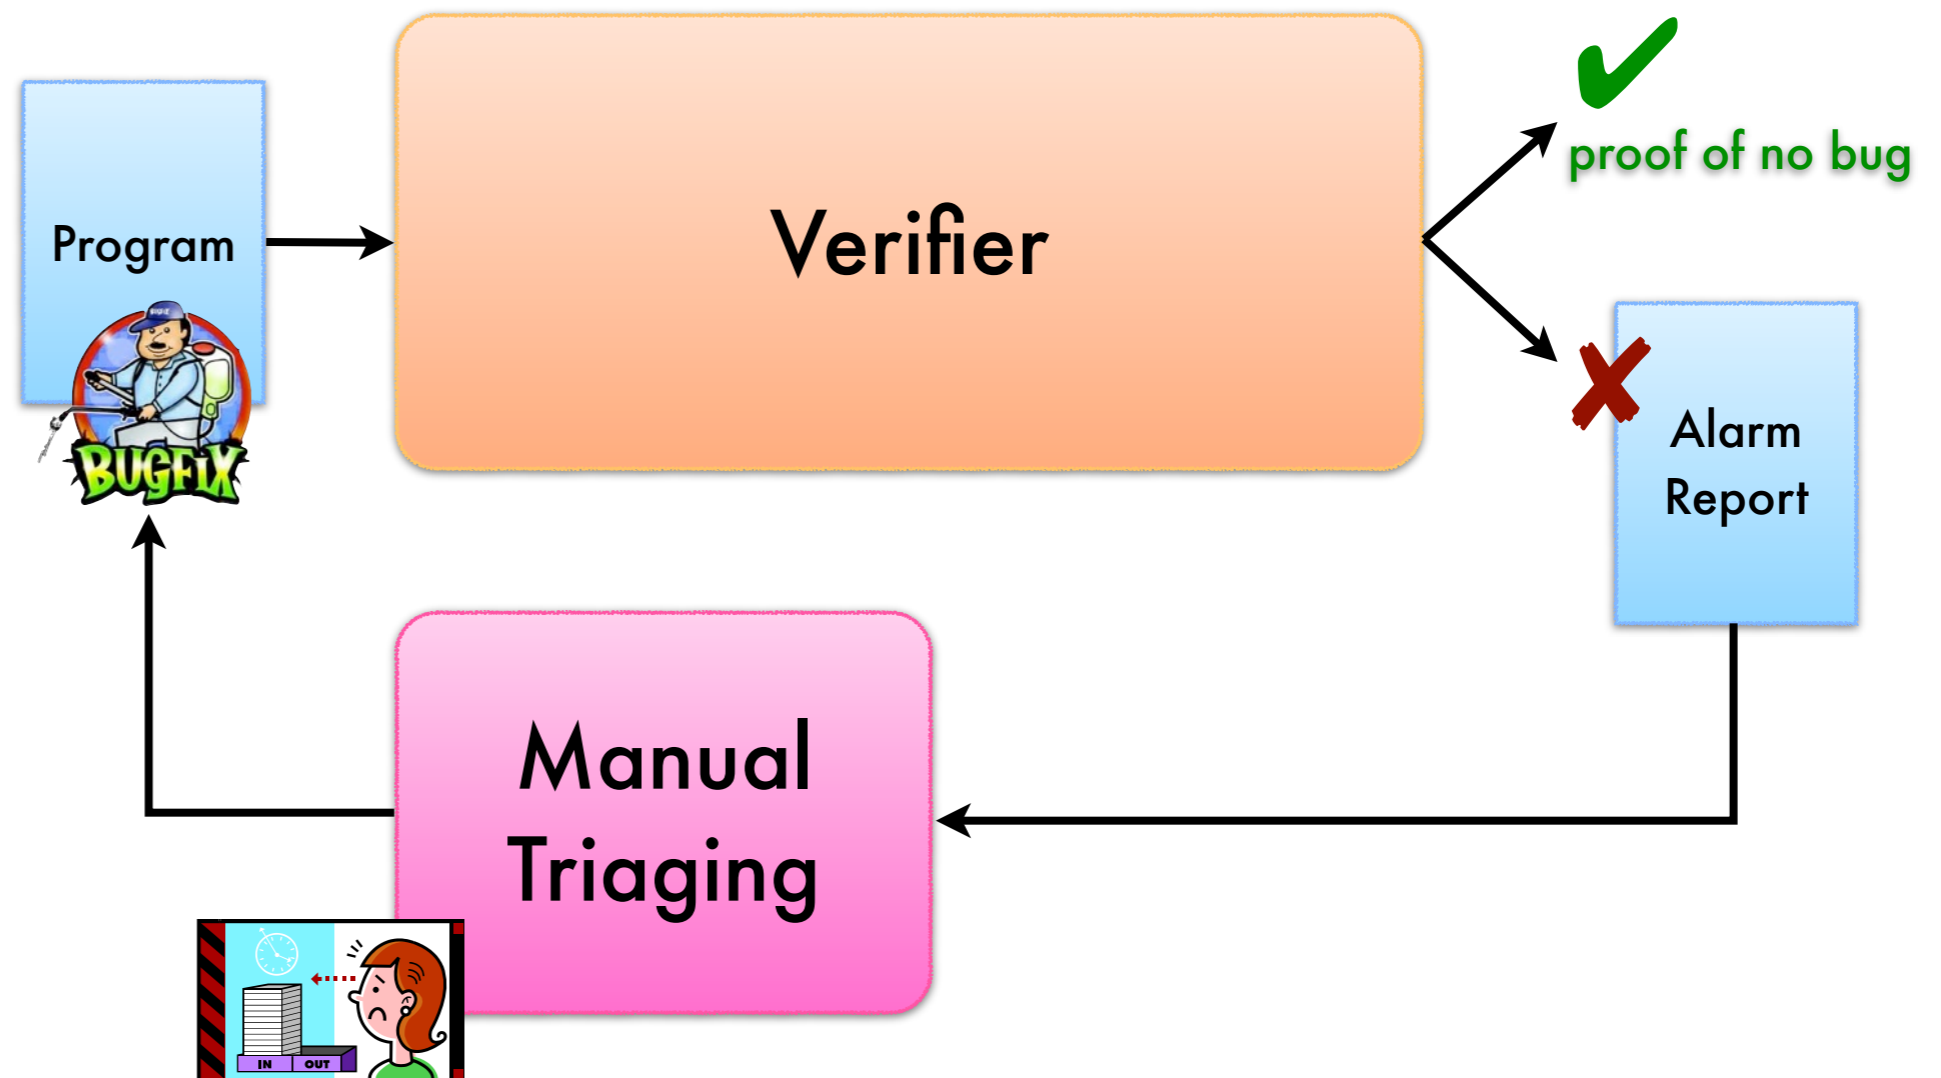 Program
Verifier
proof of no bug
Alarm
Report
BUGFIX
Manual
Triaging
IN OUT